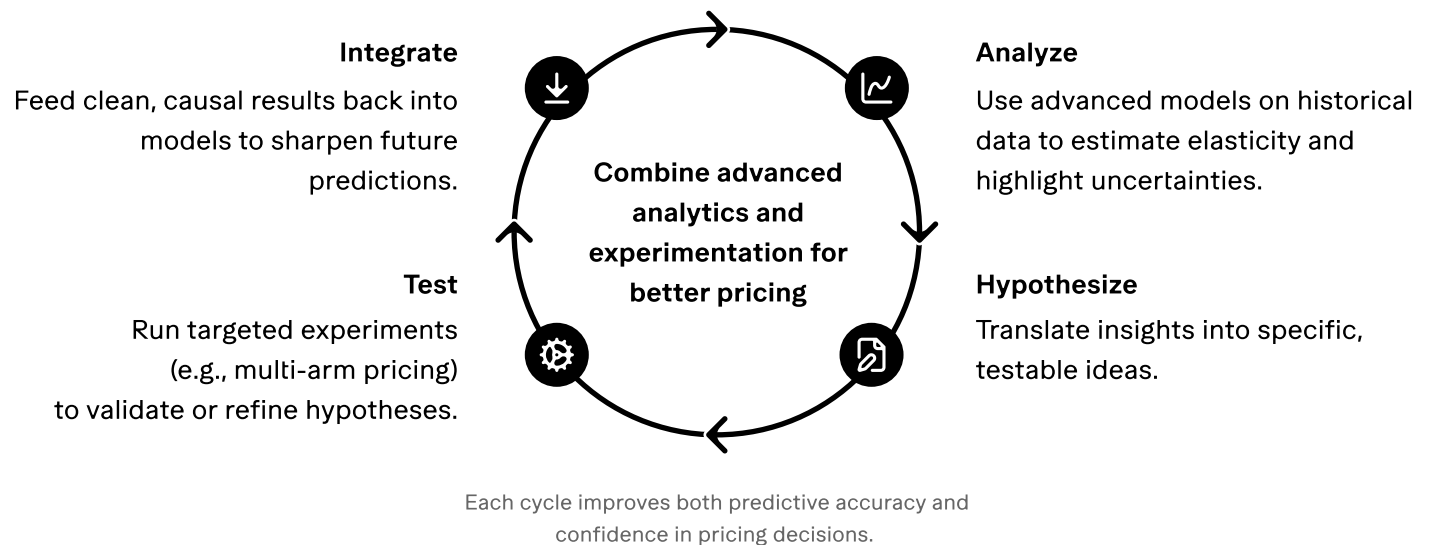 Integrate
Feed clean, causal results back into
models to sharpen future
predictions.
Analyze
Use advanced models on historical
data to estimate elasticity and
highlight uncertainties.
Combine advanced
analytics and
experimentation for
better pricing
Test
Run targeted experiments
(e.g., multi-arm pricing)
to validate or refine hypotheses.
Hypothesize
Translate insights into specific,
testable ideas.
Each cycle improves both predictive accuracy and
confidence in pricing decisions.